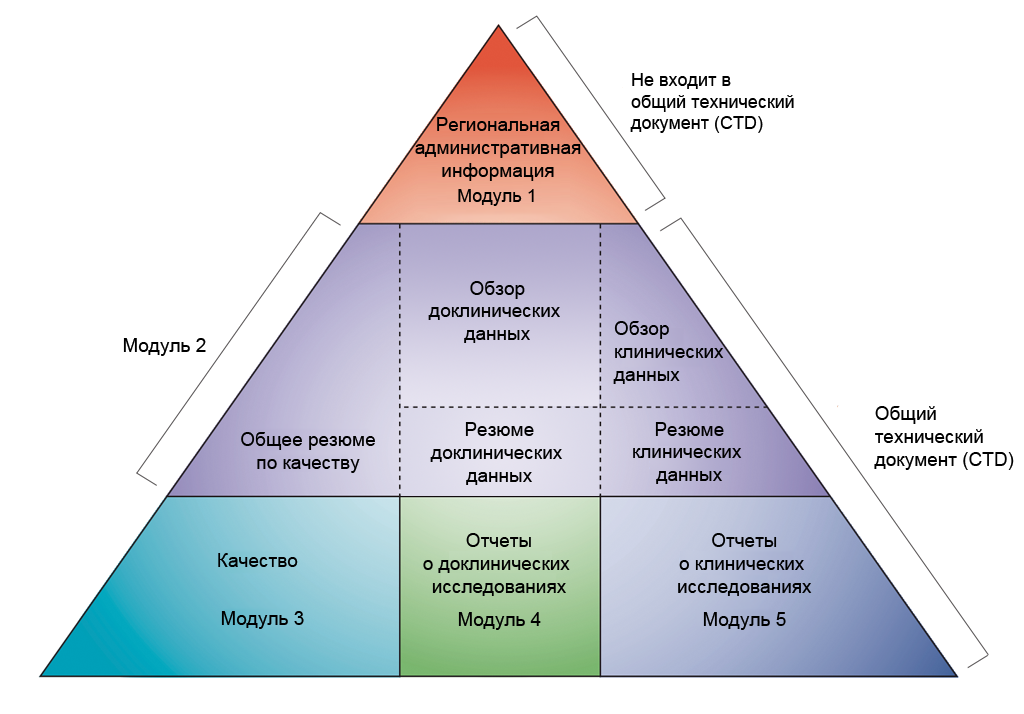 Не входит в
общий технический
документ (CTD)
Региональная
административная
информация
Модуль 1
Обзор
доклинических
данных
Обзор
клинических
данных
Модуль 2
Общее резюме
по качеству
Резюме
доклинических
данных
Резюме
клинических
данных
Общий
технический
документ (CTD)
Качество
Модуль 3
Отчеты
о доклинических
исследованиях
Модуль 4
Отчеты
о клинических
исследованиях
Модуль 5